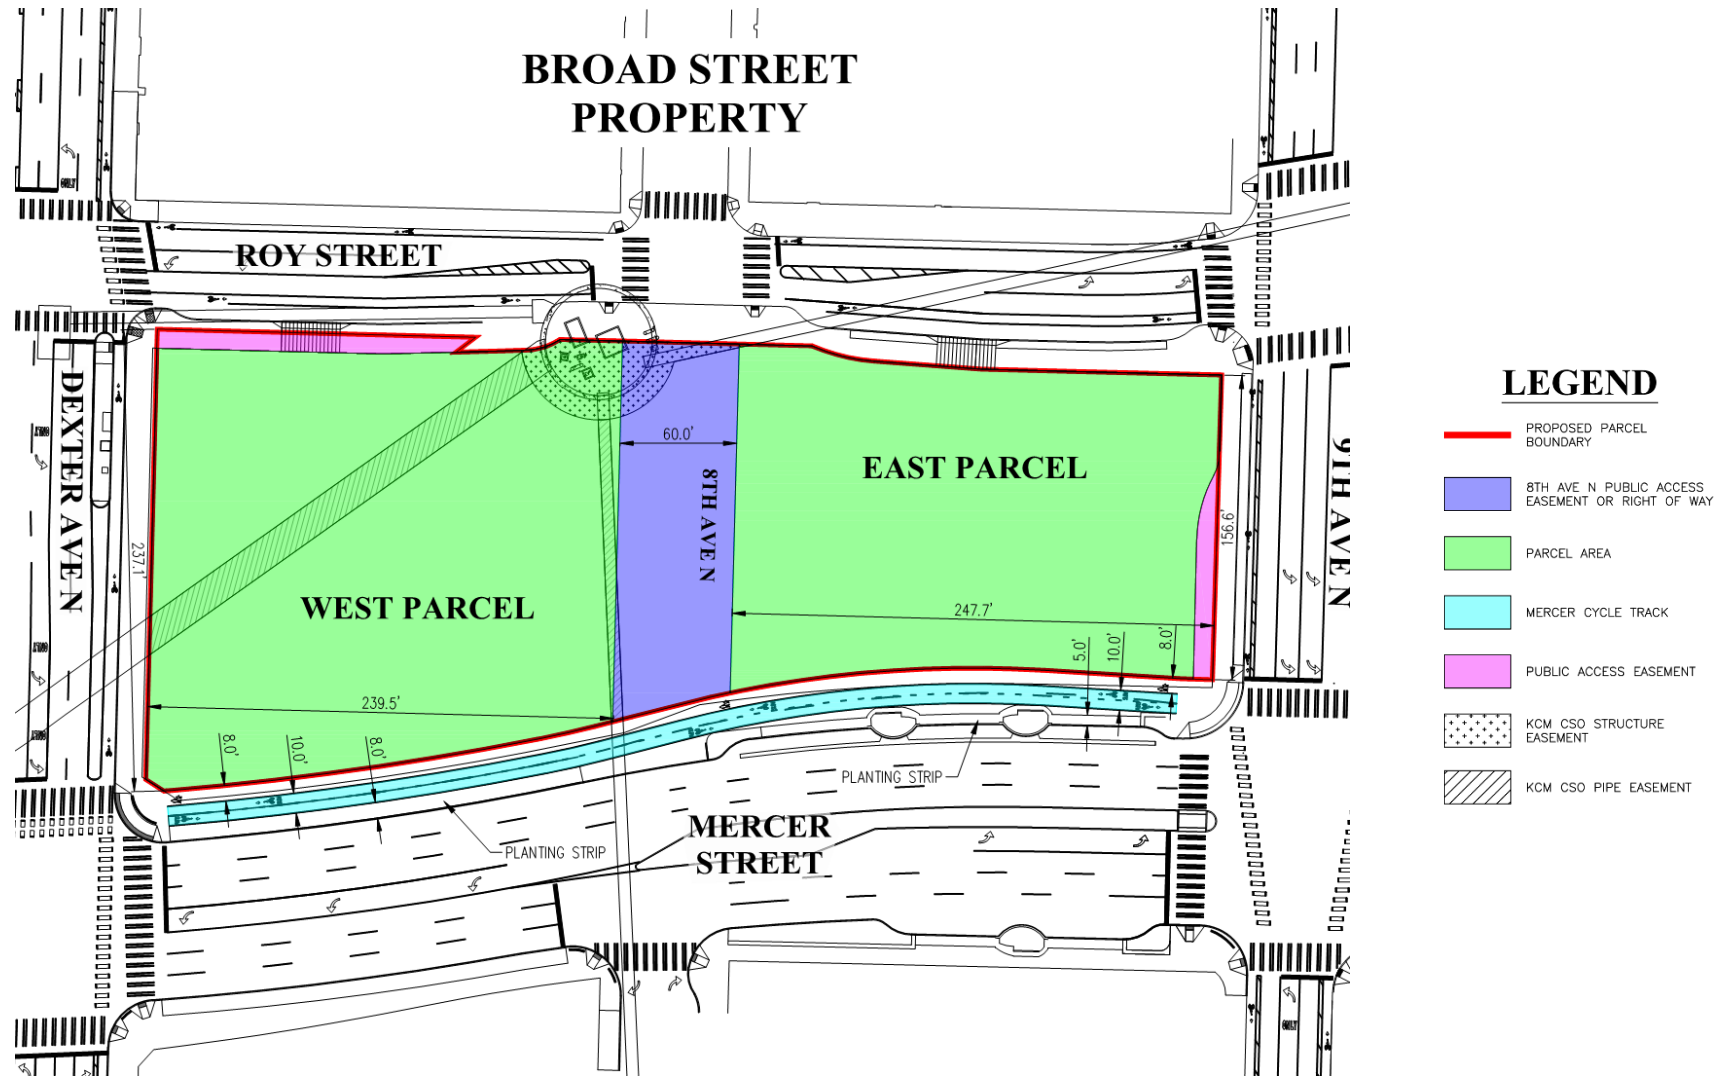 BROAD STREET
PROPERTY
ONLY
ROY STREET
LEGEND
PROPOSED PARCEL
BOUNDARY
DEXTER AVE N
60.0'
8TH AVE N
EAST PARCEL
9TH AVE N
8TH AVE N PUBLIC ACCESS
EASEMENT OR RIGHT OF WAY
156.6'
237.1'
PARCEL AREA
WEST PARCEL
247.7'
MERCER CYCLE TRACK
5.0'
10.0'
8.0'
PUBLIC ACCESS EASEMENT
239.5'
KCM CSO STRUCTURE
EASEMENT
8.0'
10.0'
8.0'
PLANTING STRIP
KCM CSO PIPE EASEMENT
MERCER
STREET
PLANTING STRIP
ONLY